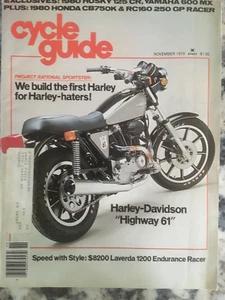 EXCLUSIVES: 1980 HUSKY 125 CR, YAMAHA 600 MX
PLUS: 1980 HONDA CB750K & RC160 250 GP RACER
cycle guide
NOVEMBER 1979
PROJECT RATIONAL SPORTSTER:
We build the first Harley
for Harley-haters!
Harley-Davidson
"Highway 61"
Speed with Style: $8200 Laverda 1200 Endurance Racer